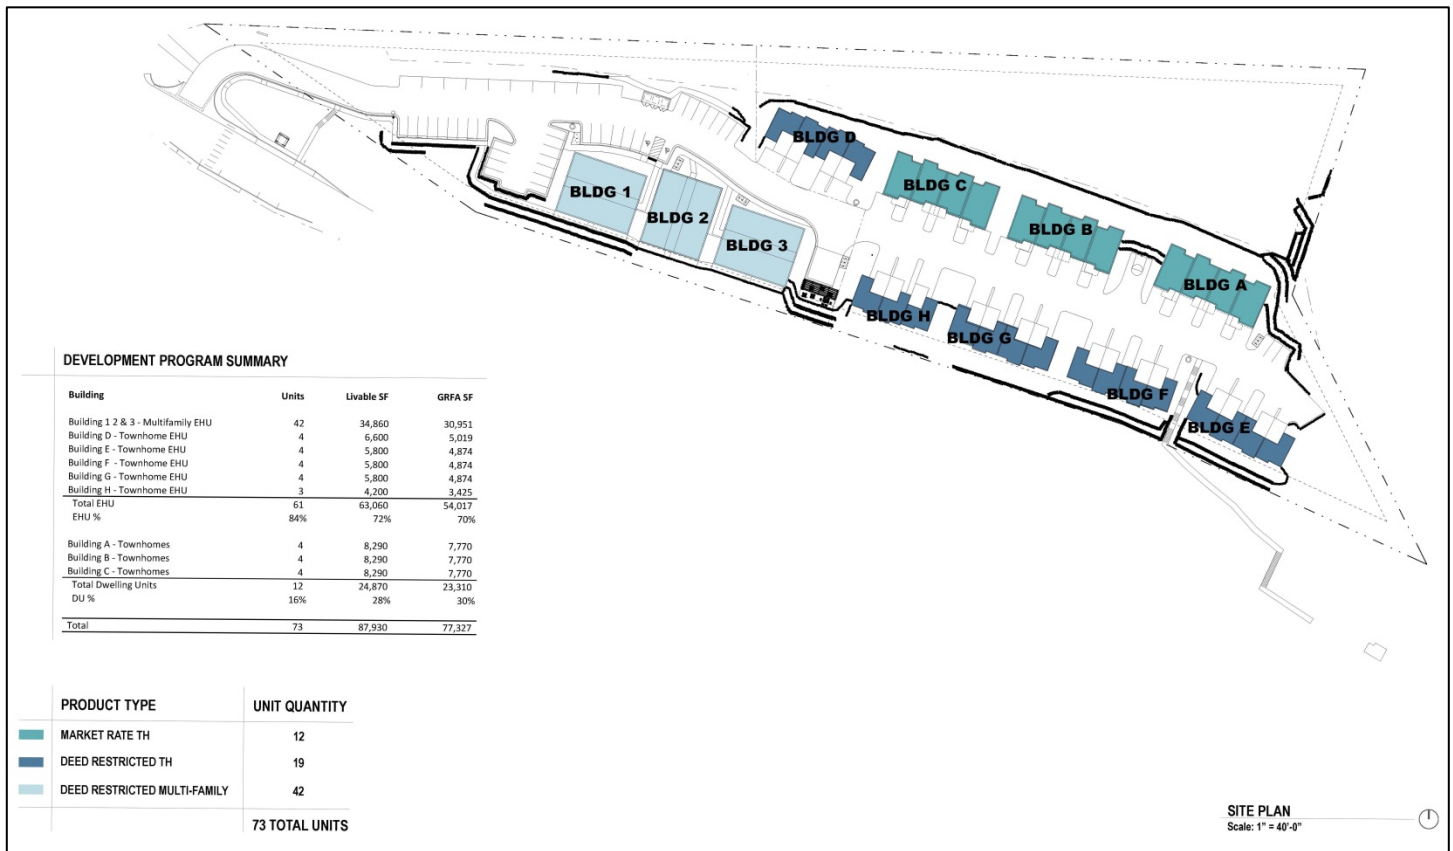 BLDG D
BLDG C
BLDG 1
BLDG 2
BLDG B
BLDG 3
BLDG A
BLDG H
BLDG G
BLDG F
BLDG E
DEVELOPMENT PROGRAM SUMMARY
Building Units Livable SF GRFA SF
Building 1 2 & 3 - Multifamily EHU 42 34,860 30,951
Building D - Townhome EHU 4 6,600 5,019
Building E - Townhome EHU 4 5,800 4,874
Building F - Townhome EHU 4 5,800 4,874
Building G - Townhome EHU 4 5,800 4,874
Building H - Townhome EHU 3 4,200 3,425
Total EHU 61 63,060 54,017
EHU % 84% 72% 70%
Building A - Townhomes 4 8,290 7,770
Building B - Townhomes 4 8,290 7,770
Building C - Townhomes 4 8,290 7,770
Total Dwelling Units 12 24,870 23,310
DU % 16% 28% 30%
Total 73 87,930 77,327
PRODUCT TYPE UNIT QUANTITY
MARKET RATE TH 12
DEED RESTRICTED TH 19
DEED RESTRICTED MULTI-FAMILY 42
73 TOTAL UNITS
SITE PLAN
Scale: 1" = 40'-0"